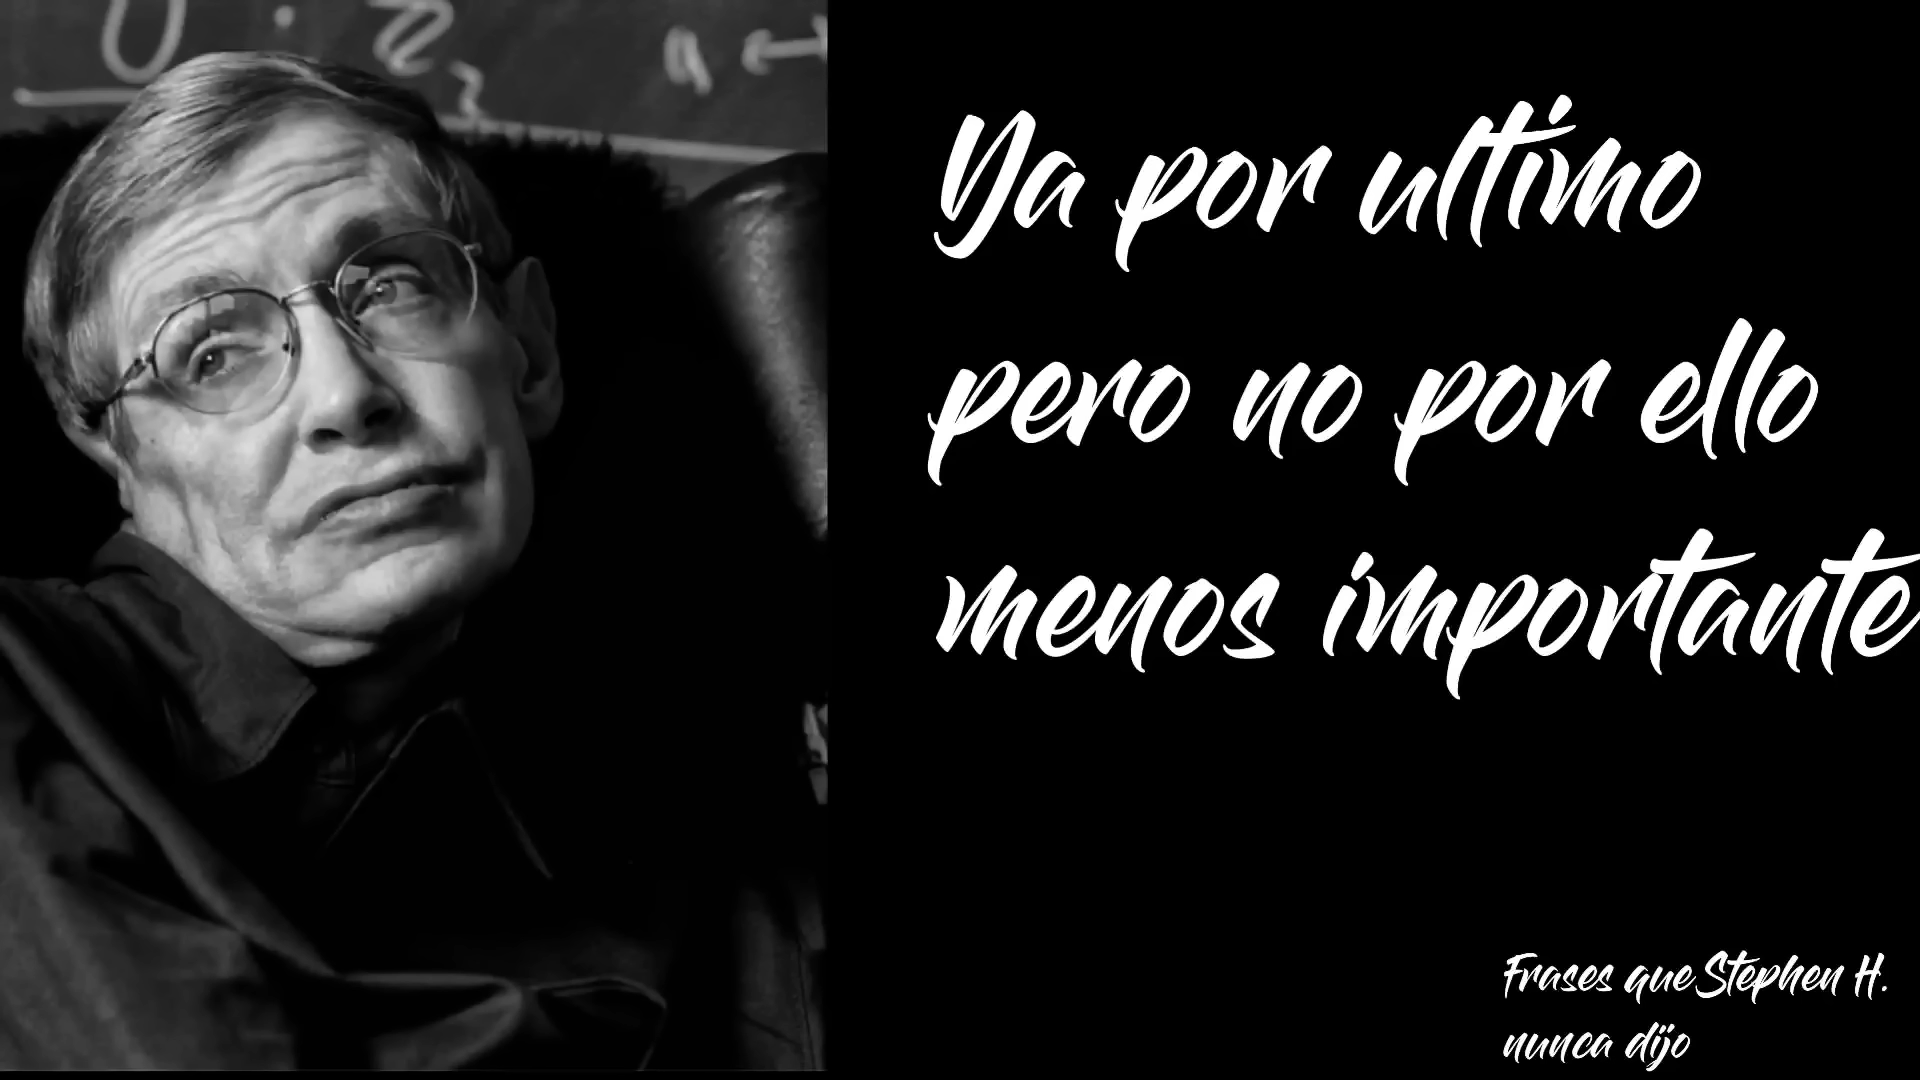 Ya por ultimo
pero no por ello
menos importante
Frases que Stephen H.
nunca dijo